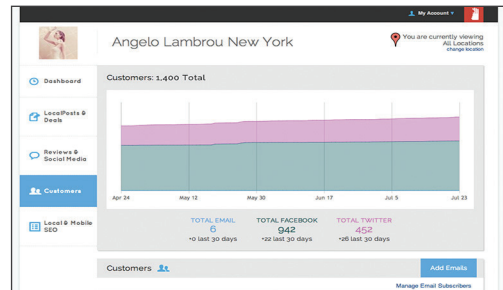 My Account
Angelo Lambrou New York
You are currently viewing
All Locations
change location
Dashboard
Customers: 1,400 Total
LocalPosts &
Deals
Reviews &
Social Media
Customers
Apr 24 May 12 May 30 Jun 17 Jul 5 Jul 23
Local & Mobile
SEO
TOTAL EMAIL TOTAL FACEBOOK TOTAL TWITTER
6 942 452
+0 last 30 days +22 last 30 days +26 last 30 days
Customers
Add Emails
Manage Email Subscribers